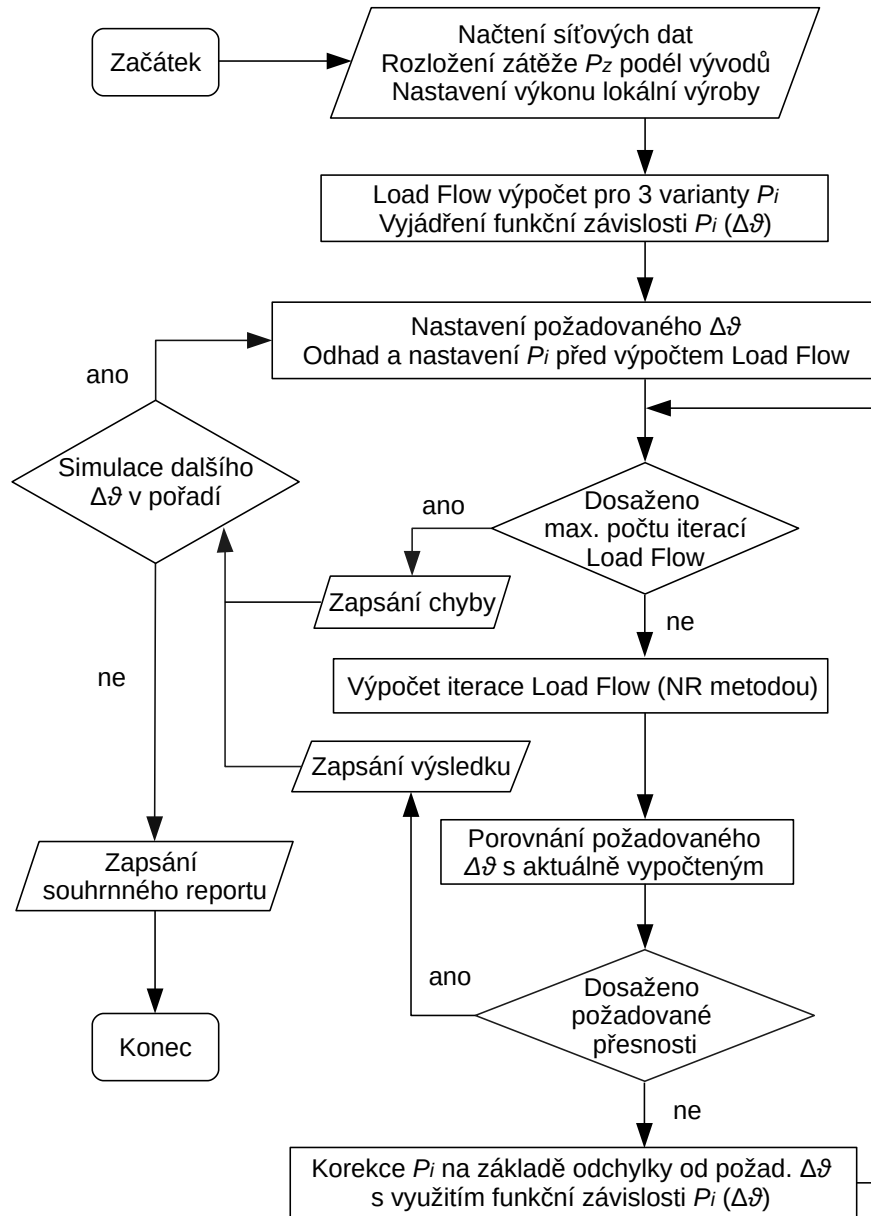 Začátek
Načtení síťových dat
Rozložení zátěže Pz podél vývodů
Nastavení výkonu lokální výroby
Load Flow výpočet pro 3 varianty Pi
Vyjádření funkční závislosti Pi (Δϑ)
Nastavení požadovaného Δϑ
Odhad a nastavení Pi před výpočtem Load Flow
ano
Simulace dalšího
Δϑ v pořadí
ano
Dosaženo
max. počtu iterací
Load Flow
Zapsání chyby
ne
ne
Výpočet iterace Load Flow (NR metodou)
Zapsání výsledku
Porovnání požadovaného
Δϑ s aktuálně vypočteným
Zapsání
souhrnného reportu
ano
Dosaženo
požadované
přesnosti
Konec
ne
Korekce Pi na základě odchylky od požad. Δϑ
s využitím funkční závislosti Pi (Δϑ)